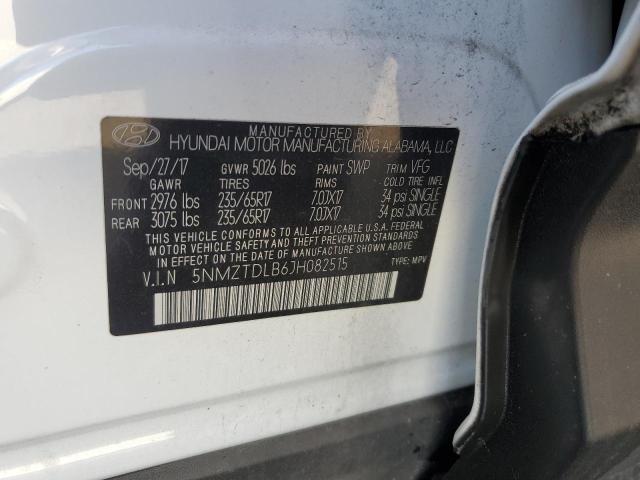 MANUFACTURED BY
HYUNDAI MOTOR MANUFACTURING ALABAMA, LLC
Sep/27/17 GVWR 5026 lbs PAINT SWP TRIM VFG
GAWR TIRES RIMS COLD TIRE INFL
FRONT 2976 lbs 235/65R17 7.0JX17 34 psi SINGLE
REAR 3075 lbs 235/65R17 7.0JX17 34 psi SINGLE
THIS VEHICLE CONFORMS TO ALL APPLICABLE U.S.A. FEDERAL
MOTOR VEHICLE SAFETY BUMPER, AND THEFT PREVENTION STANDARDS
IN EFFECT ON THE DATE OF MANUFACTURE SHOWN ABOVE.
V.I.N 5NMZTDLB6JH082515 TYPE: MPV